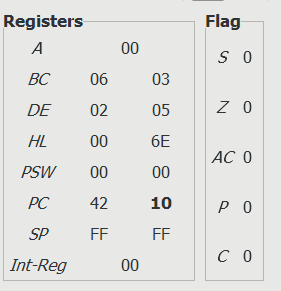 Registers
A 00
BC 06 03
DE 02 05
HL 00 6E
PSW 00 00
PC 42 10
SP FF FF
Int-Reg 00
Flag
S 0
Z 0
AC 0
P 0
C 0